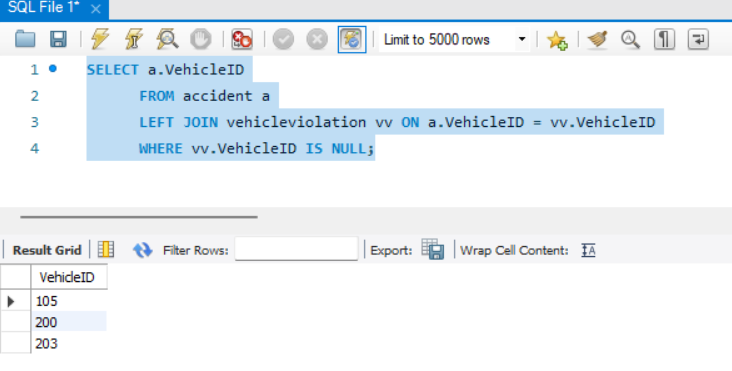 SQL File 1* ×
Limit to 5000 rows
1 SELECT a.VehicleID
2 FROM accident a
3 LEFT JOIN vehicleviolation vv ON a.VehicleID = vv.VehicleID
4 WHERE vv.VehicleID IS NULL;
Result Grid Filter Rows: Export: Wrap Cell Content: IA
VehicleID
105
200
203